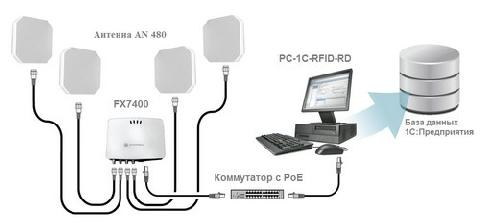 Антенна AN 480
PC-1C-RFID-RD
FX7400
База данных
1С:Предприятия
Коммутатор с PoE